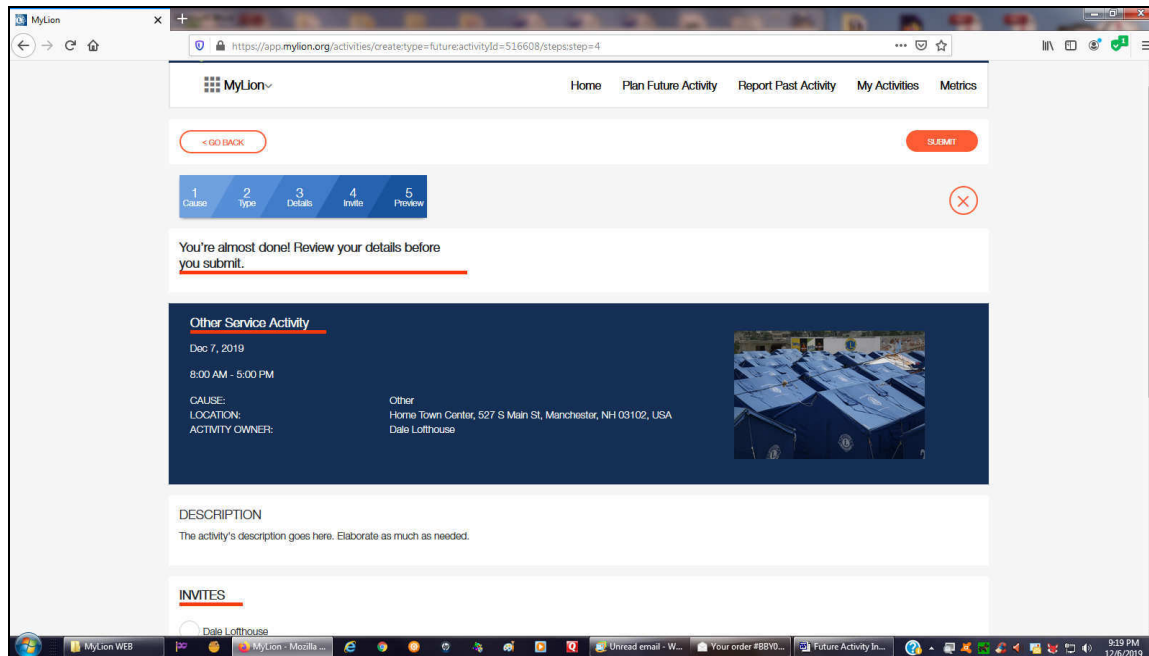 MyLion
https://app.mylion.org/activities/create:type=future:activityId=516608/steps:step=4
1
MyLion
Home Plan Future Activity Report Past Activity My Activities Metrics
< GO BACK
SUBMIT
1 2 3 4 5
Cause Type Details Invite Preview
You're almost done! Review your details before
you submit.
Other Service Activity
Dec 7, 2019
8:00 AM - 5:00 PM
CAUSE: Other
LOCATION: Home Town Center, 527 S Main St, Manchester, NH 03102, USA
ACTIVITY OWNER: Dale Lofthouse
DESCRIPTION
The activity's description goes here. Elaborate as much as needed.
INVITES
Dale Lofthouse
MyLion WEB MyLion - Mozilla ... Unread email - W... Your order #BBY0... Future Activity In... 9:19 PM
12/6/2019